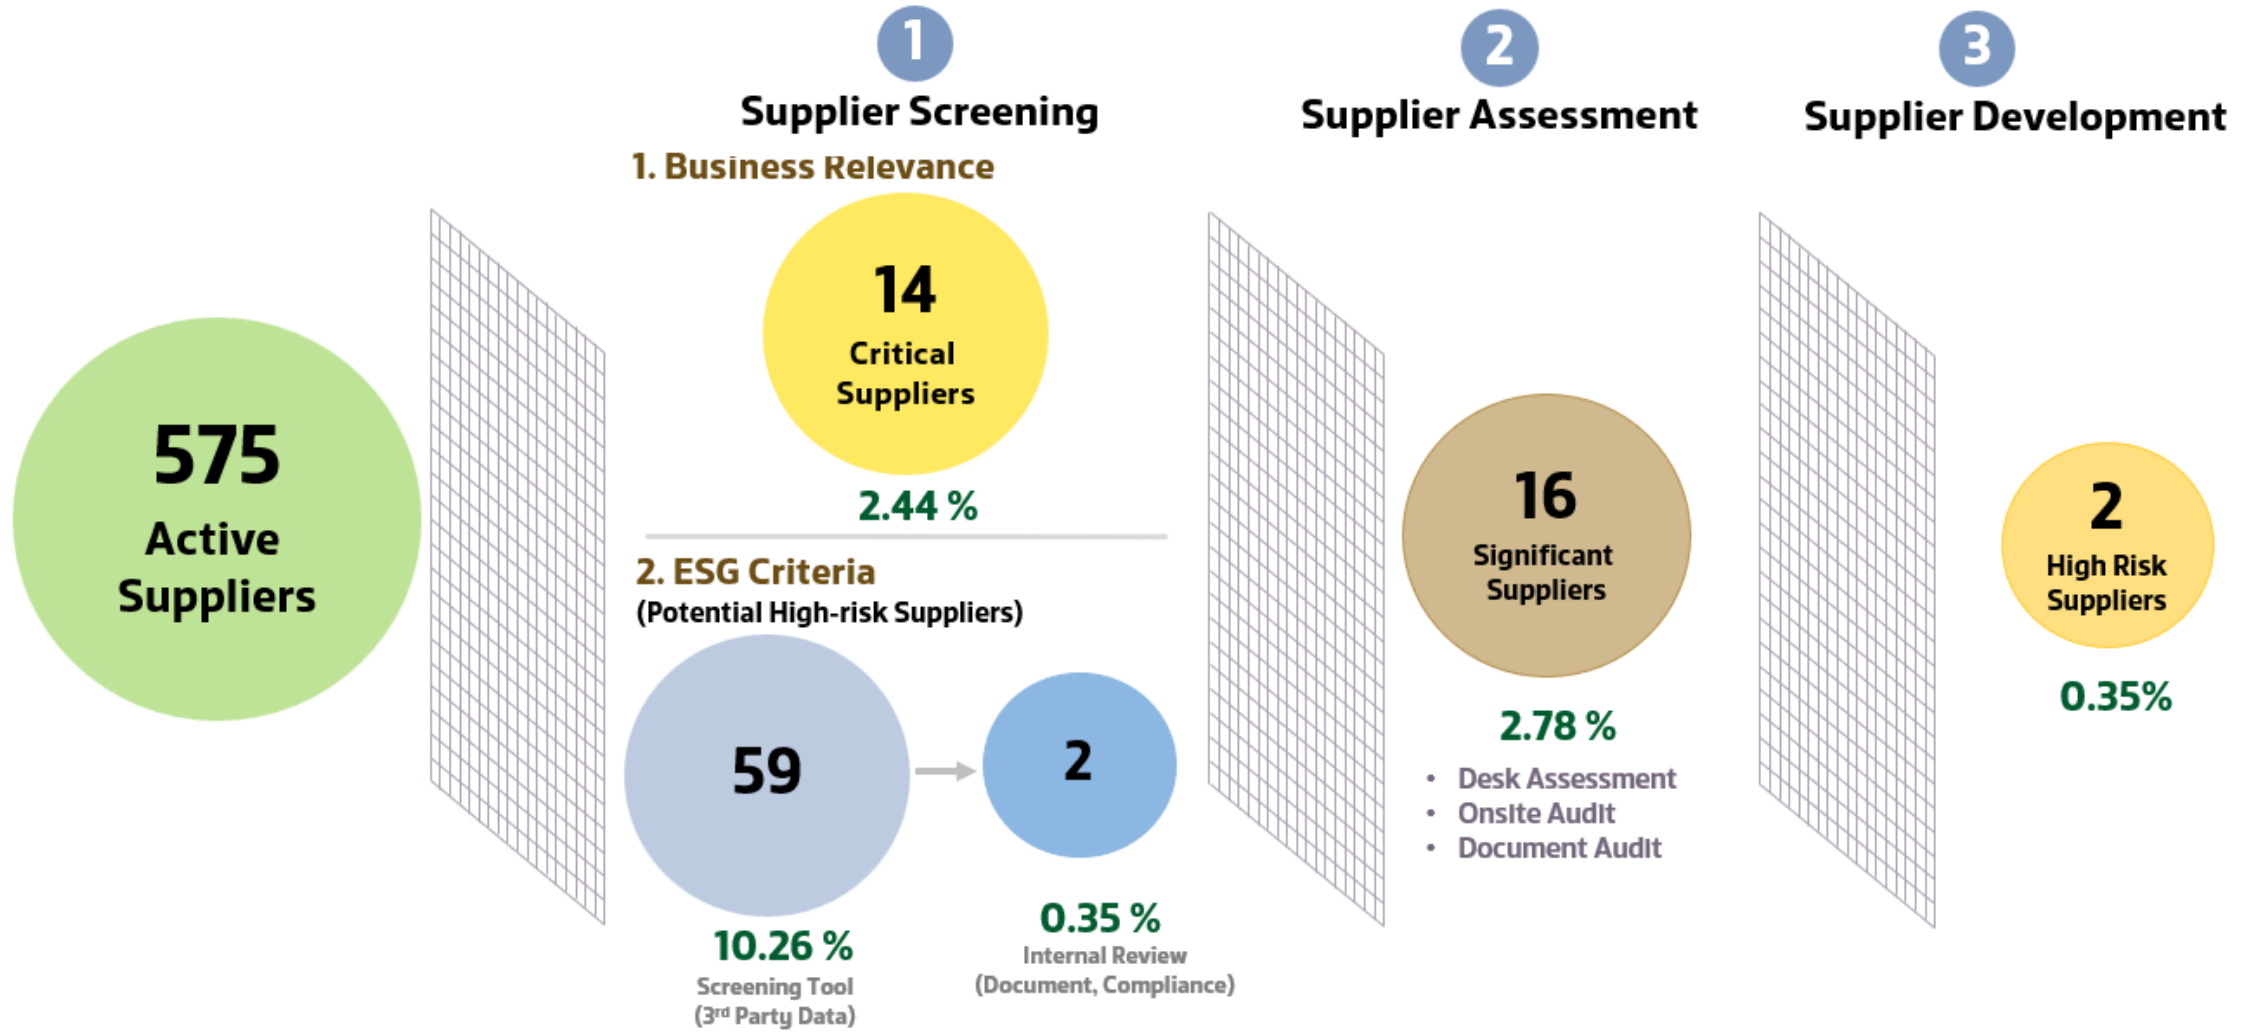 575
Active
Suppliers
1
Supplier Screening
1. Business Relevance
14
Critical
Suppliers
2.44 %
2. ESG Criteria
(Potential High-risk Suppliers)
59
10.26 %
Screening Tool
(3rd Party Data)
2
0.35 %
Internal Review
(Document, Compliance)
2
Supplier Assessment
16
Significant
Suppliers
2.78 %
• Desk Assessment
• Onsite Audit
• Document Audit
3
Supplier Development
2
High Risk
Suppliers
0.35%